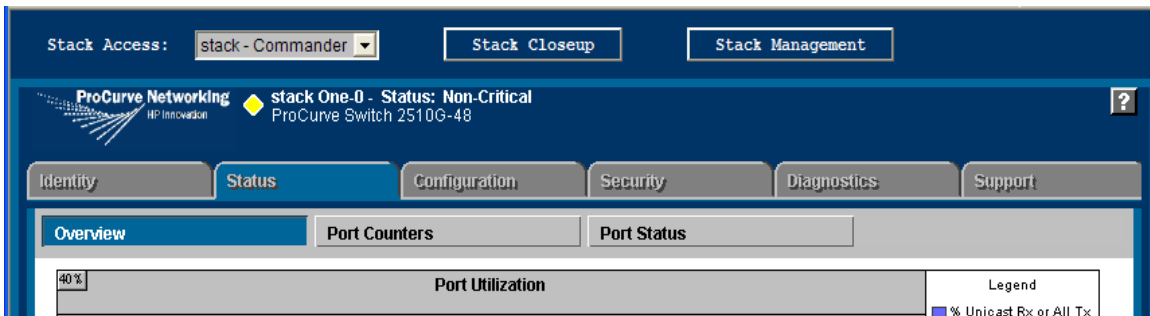 Stack Access: stack - Commander Stack Closeup Stack Management
ProCurve Networking
HP Innovation
stack One-0 - Status: Non-Critical
ProCurve Switch 2510G-48
?
Identity Status Configuration Security Diagnostics Support
Overview Port Counters Port Status
40% Port Utilization Legend
% Unicast Rx or All Tx